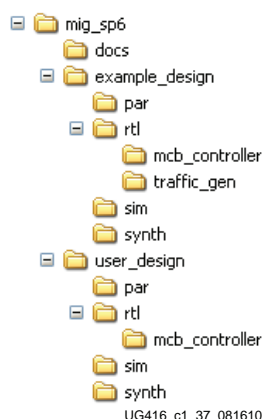 mig_sp6
docs
example_design
par
rtl
mcb_controller
traffic_gen
sim
synth
user_design
par
rtl
mcb_controller
sim
synth
UG416_c1_37_081610